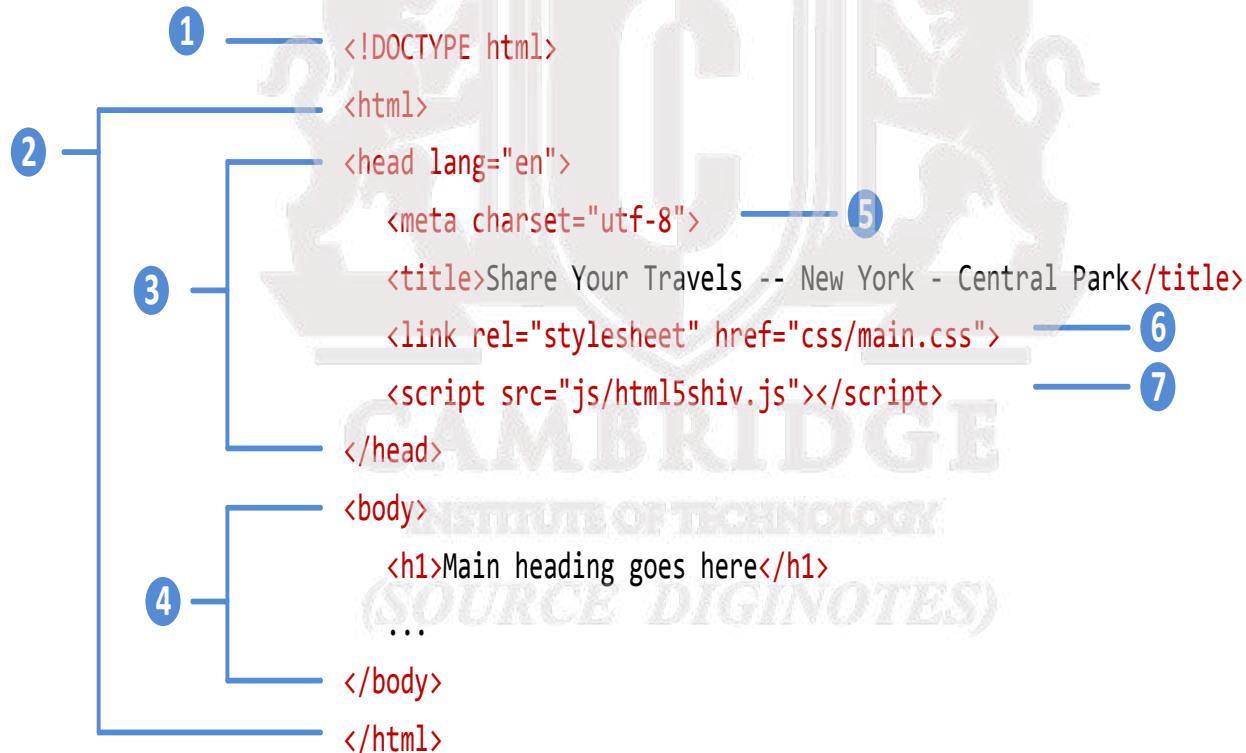 1 <!DOCTYPE html>
<html>
2 <head lang="en">
<meta charset="utf-8"> 5
3 <title>Share Your Travels -- New York - Central Park</title>
<link rel="stylesheet" href="css/main.css"> 6
<script src="js/html5shiv.js"></script> 7
CAMBRIDGE
</head>
<body>
INSTITUTE OF TECHNOLOGY
<h1>Main heading goes here</h1>
4 (SOURCE DIGINOTES)
...
</body>
</html>